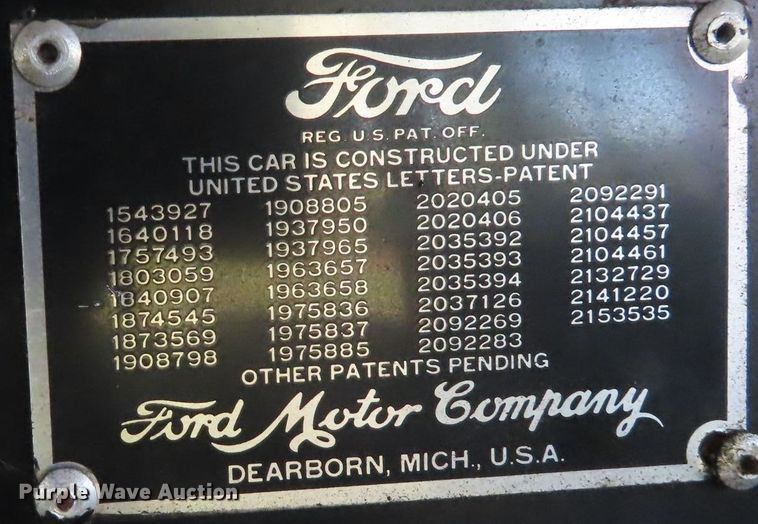 Ford
REG. U.S. PAT. OFF.
THIS CAR IS CONSTRUCTED UNDER
UNITED STATES LETTERS-PATENT
1543927 1908805 2020405 2092291
1640118 1937950 2020406 2104437
1757493 1937965 2035392 2104457
1803059 1963657 2035393 2104461
1840907 1963658 2035394 2132729
1874545 1975836 2037126 2141220
1873569 1975837 2092269 2153535
1908798 1975885 2092283
OTHER PATENTS PENDING
Ford Motor Company
DEARBORN, MICH., U.S.A.
Purple Wave Auction